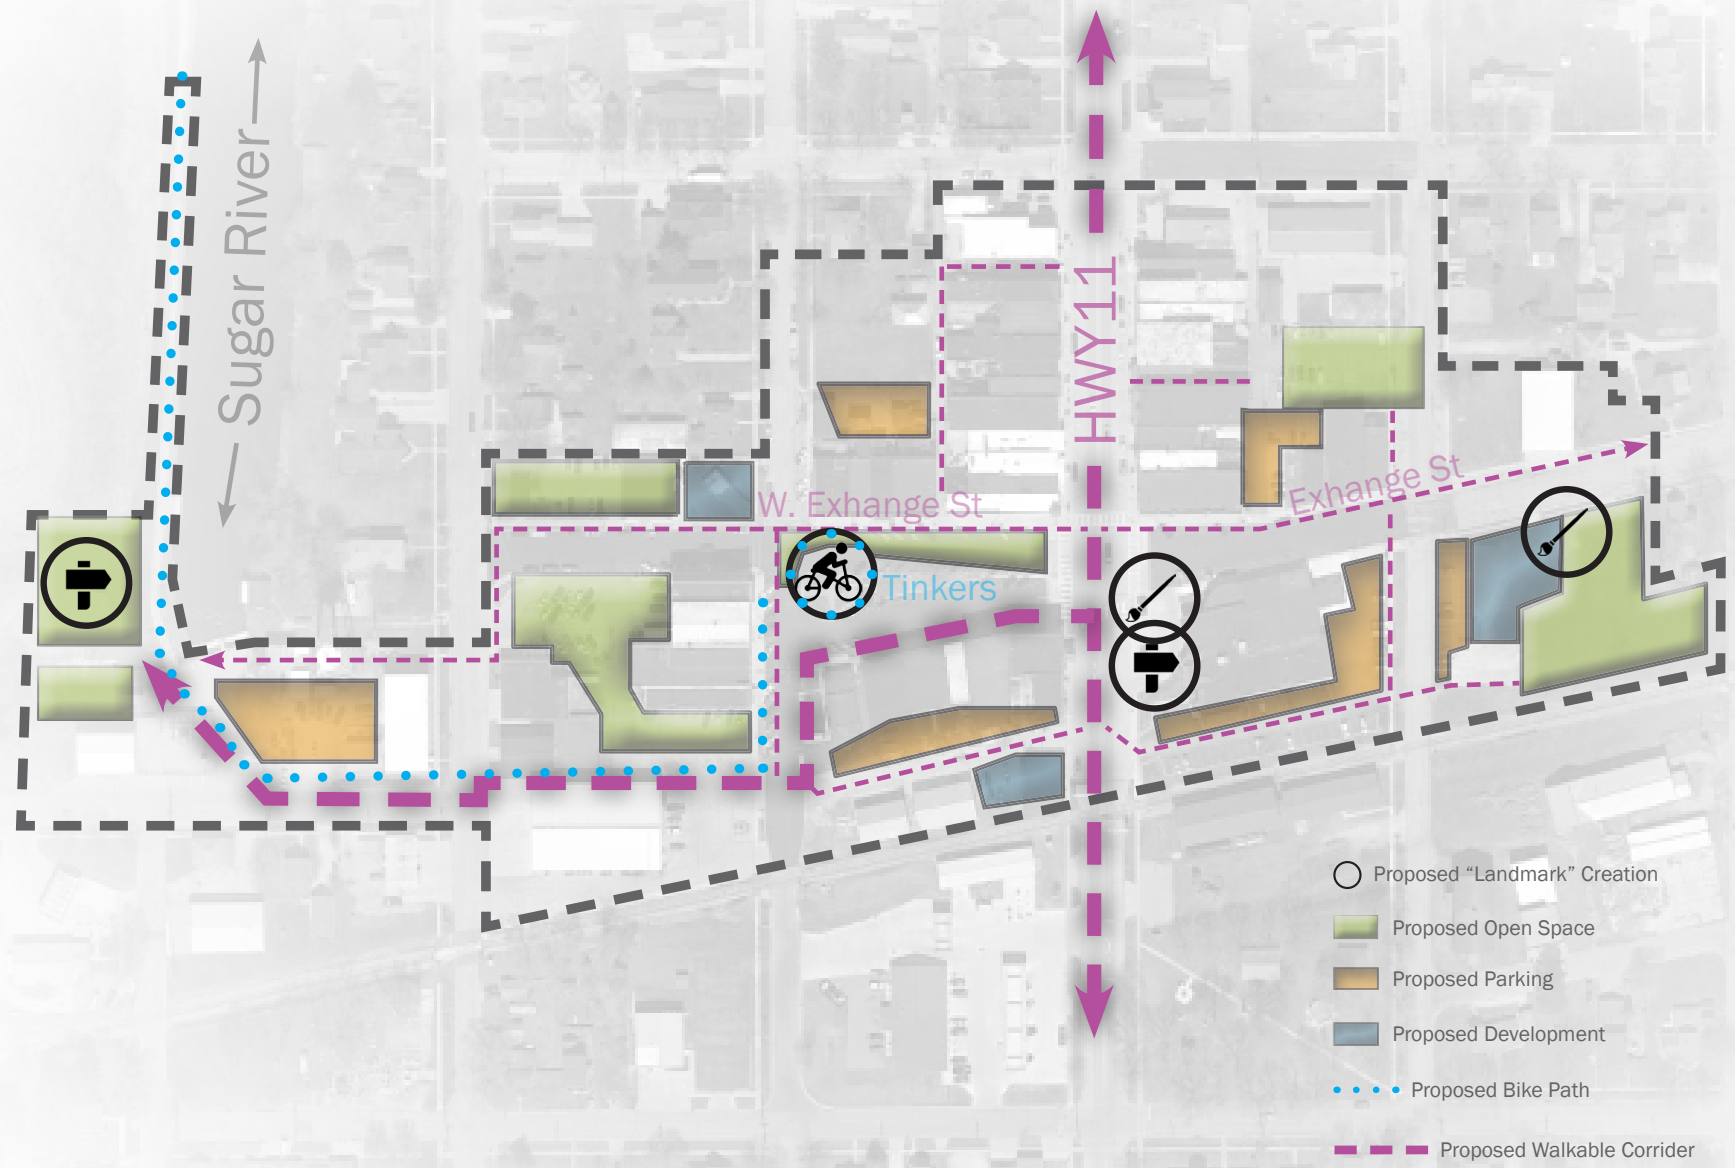 Sugar River
HWY11
Exhange St
W. Exhange St
Tinkers
Proposed “Landmark” Creation
Proposed Open Space
Proposed Parking
Proposed Development
Proposed Bike Path
Proposed Walkable Corrider